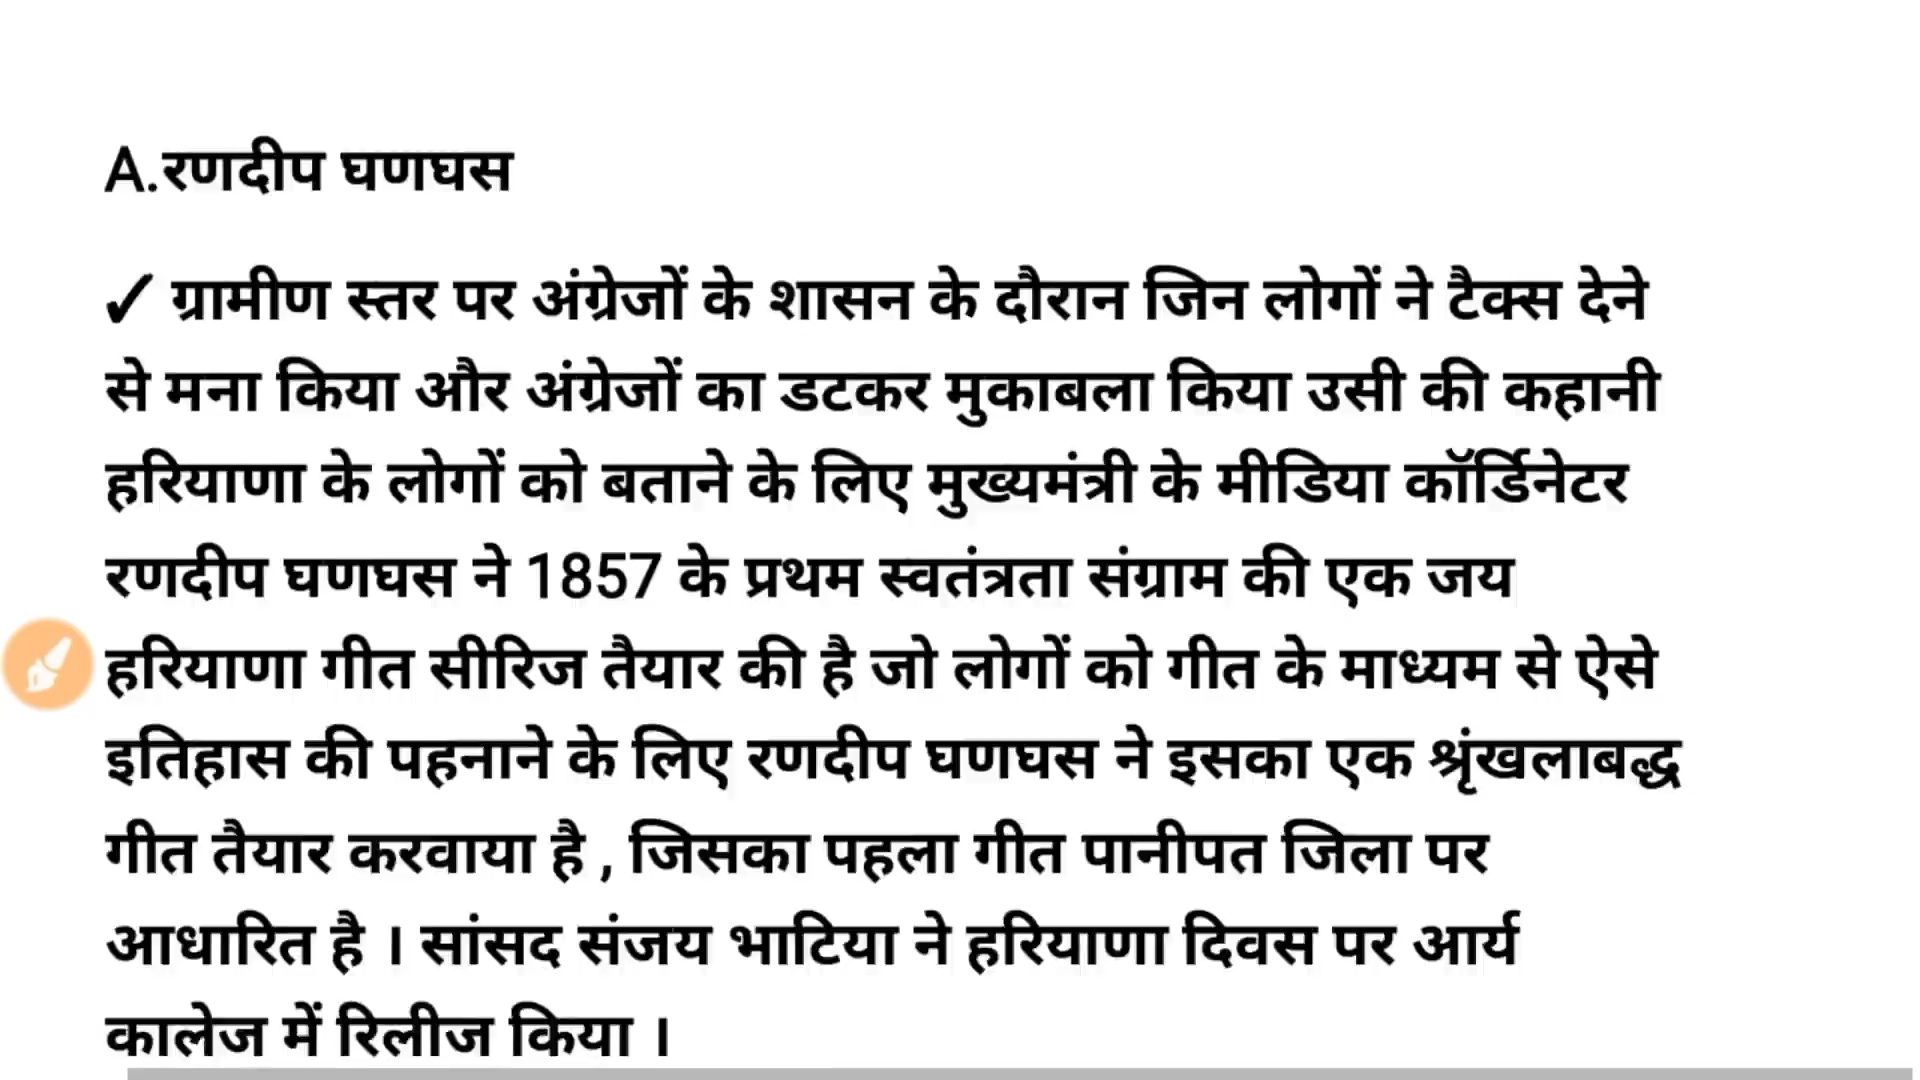 A.रणदीप घणघस
✓ ग्रामीण स्तर पर अंग्रेजों के शासन के दौरान जिन लोगों ने टैक्स देने
से मना किया और अंग्रेजों का डटकर मुकाबला किया उसी की कहानी
हरियाणा के लोगों को बताने के लिए मुख्यमंत्री के मीडिया कॉर्डिनेटर
रणदीप घणघस ने 1857 के प्रथम स्वतंत्रता संग्राम की एक जय
हरियाणा गीत सीरिज तैयार की है जो लोगों को गीत के माध्यम से ऐसे
इतिहास की पहनाने के लिए रणदीप घणघस ने इसका एक श्रृंखलाबद्ध
गीत तैयार करवाया है , जिसका पहला गीत पानीपत जिला पर
आधारित है । सांसद संजय भाटिया ने हरियाणा दिवस पर आर्य
कालेज में रिलीज किया ।